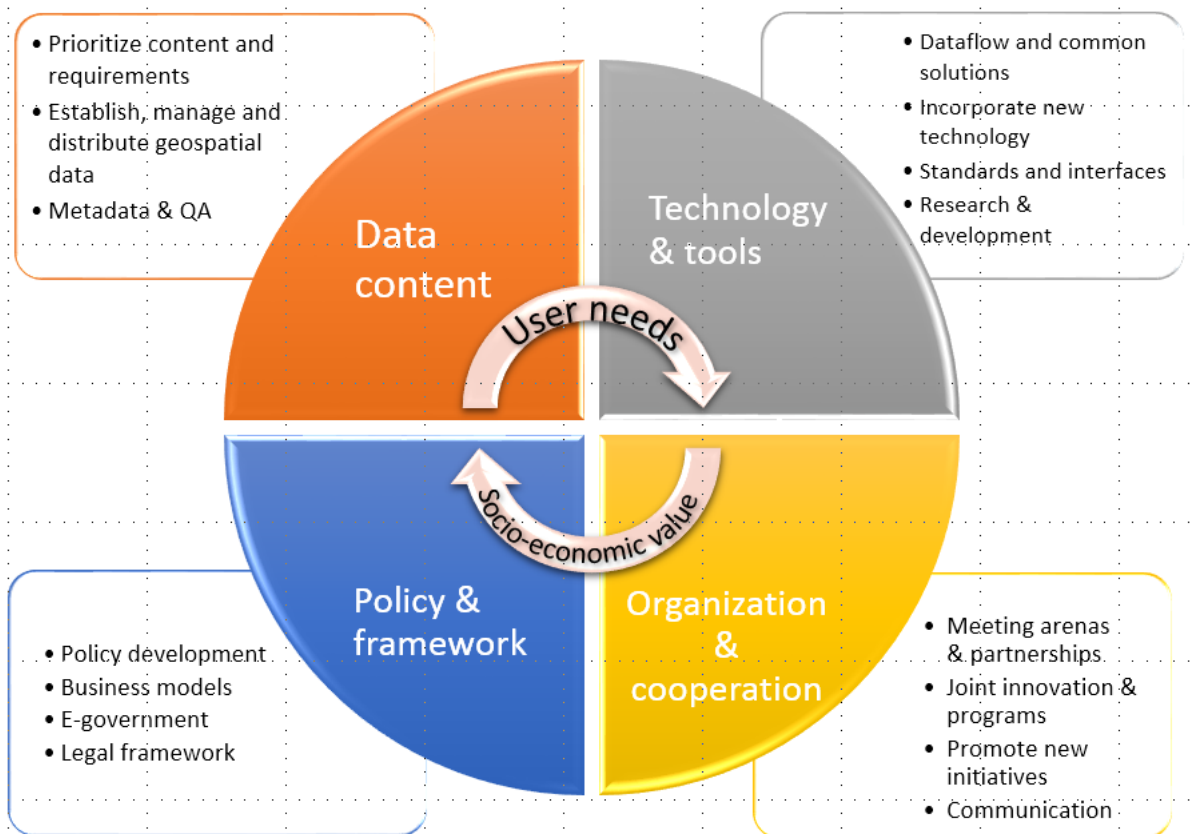 • Prioritize content and
requirements
• Establish, manage and
distribute geospatial
data
• Metadata & QA
• Dataflow and common
solutions
• Incorporate new
technology
• Standards and interfaces
• Research &
development
Data
content
Technology
& tools
User needs
Socio-economic value
Policy &
framework
Organization
&
cooperation
• Policy development
• Business models
• E-government
• Legal framework
• Meeting arenas
& partnerships
• Joint innovation &
programs
• Promote new
initiatives
• Communication